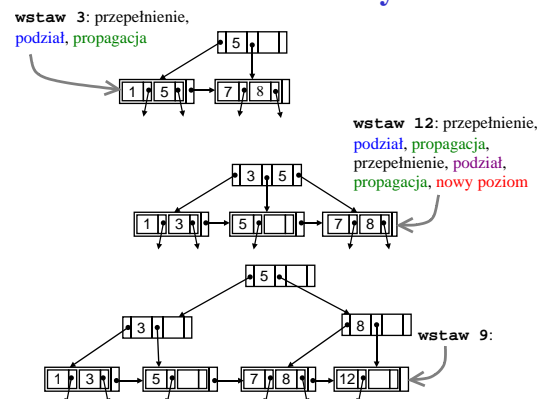 y
wstaw 3: przepełnienie,
podział, propagacja
5
1 5 7 8
wstaw 12: przepełnienie,
podział, propagacja,
przepełnienie, podział,
propagacja, nowy poziom
3 5
1 3 5 7 8
5
3 8
wstaw 9:
1 3 5 7 8 12